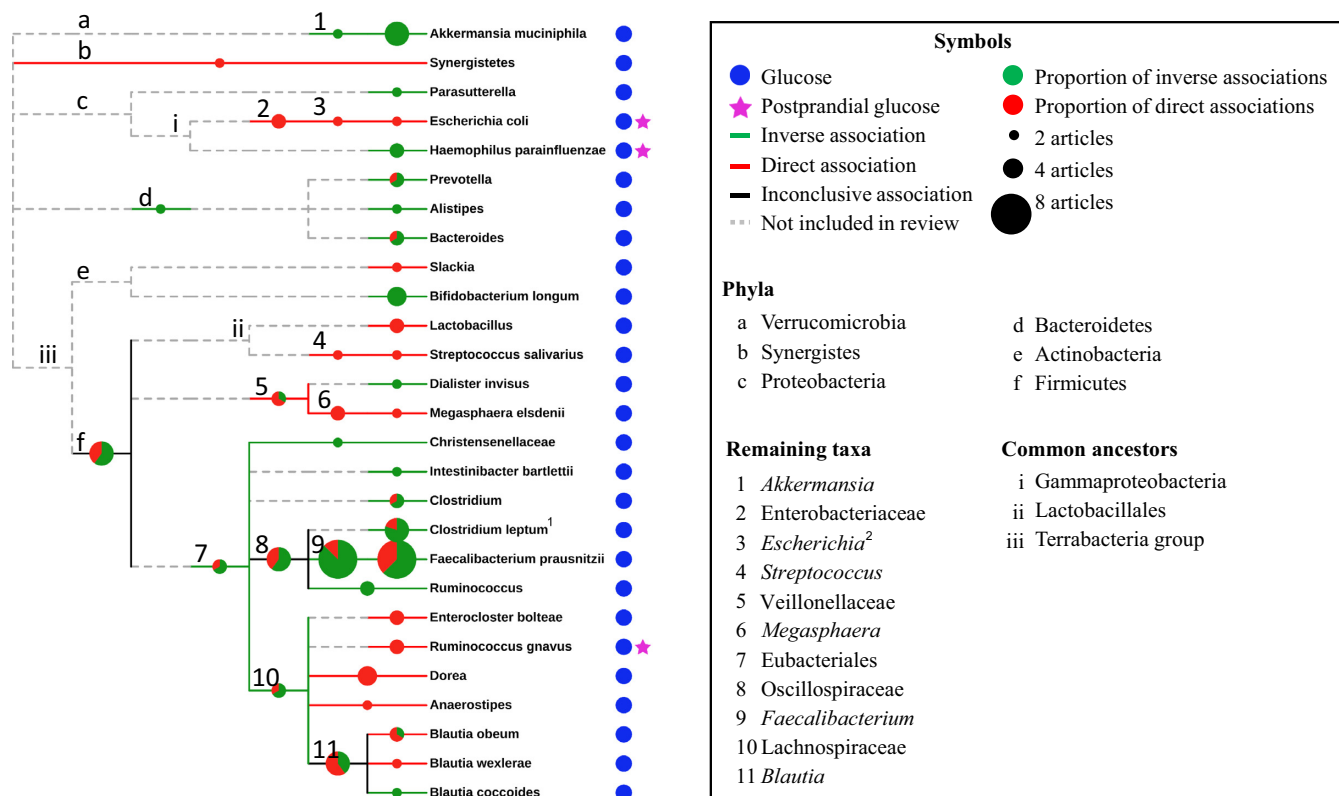 a
1
Akkermansia muciniphila
b
Synergistetes
c
Parasutterella
i
2
3
Escherichia coli
Haemophilus parainfluenzae
Prevotella
d
Alistipes
Bacteroides
e
Slackia
Bifidobacterium longum
iii
ii
Lactobacillus
4
Streptococcus salivarius
5
Dialister invisus
6
Megasphaera elsdenii
f
Christensenellaceae
Intestinibacter bartlettii
Clostridium
Clostridium leptum¹
7
8
9
Faecalibacterium prausnitzii
Ruminococcus
Enterocloster bolteae
Ruminococcus gnavus
10
Dorea
Anaerostipes
Blautia obeum
11
Blautia wexlerae
Blautia coccoides
Symbols
Glucose
Postprandial glucose
Inverse association
Direct association
Inconclusive association
Not included in review
Proportion of inverse associations
Proportion of direct associations
2 articles
4 articles
8 articles
Phyla
a Verrucomicrobia
b Synergistes
c Proteobacteria
d Bacteroidetes
e Actinobacteria
f Firmicutes
Remaining taxa
1 Akkermansia
2 Enterobacteriaceae
3 Escherichia²
4 Streptococcus
5 Veillonellaceae
6 Megasphaera
7 Eubacteriales
8 Oscillospiraceae
9 Faecalibacterium
10 Lachnospiraceae
11 Blautia
Common ancestors
i Gammaproteobacteria
ii Lactobacillales
iii Terrabacteria group